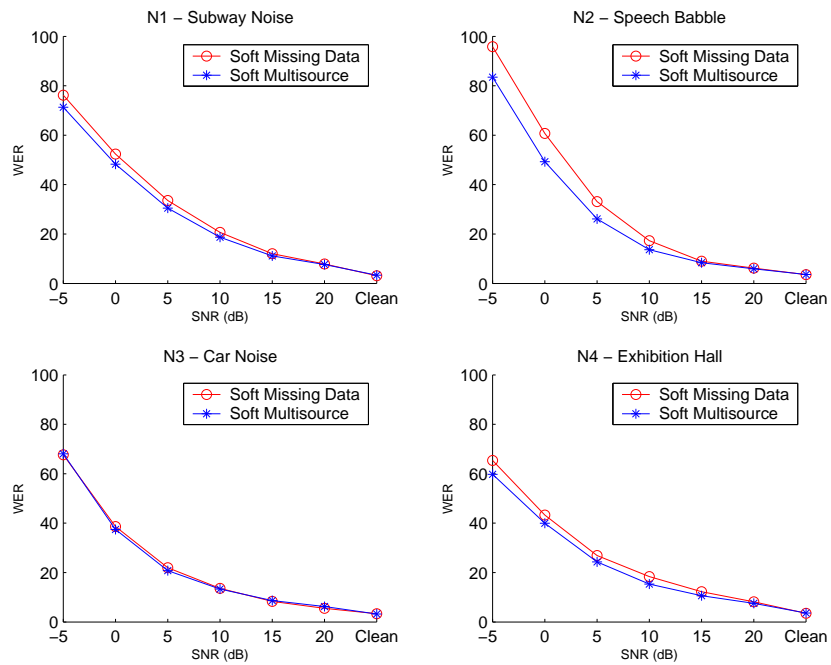 N1 − Subway Noise
100
80
60
40
20
0
WER
Soft Missing Data
Soft Multisource
−5 0 5 10 15 20 Clean
SNR (dB)
N2 − Speech Babble
100
80
60
40
20
0
WER
Soft Missing Data
Soft Multisource
−5 0 5 10 15 20 Clean
SNR (dB)
N3 − Car Noise
100
80
60
40
20
0
WER
Soft Missing Data
Soft Multisource
−5 0 5 10 15 20 Clean
SNR (dB)
N4 − Exhibition Hall
100
80
60
40
20
0
WER
Soft Missing Data
Soft Multisource
−5 0 5 10 15 20 Clean
SNR (dB)